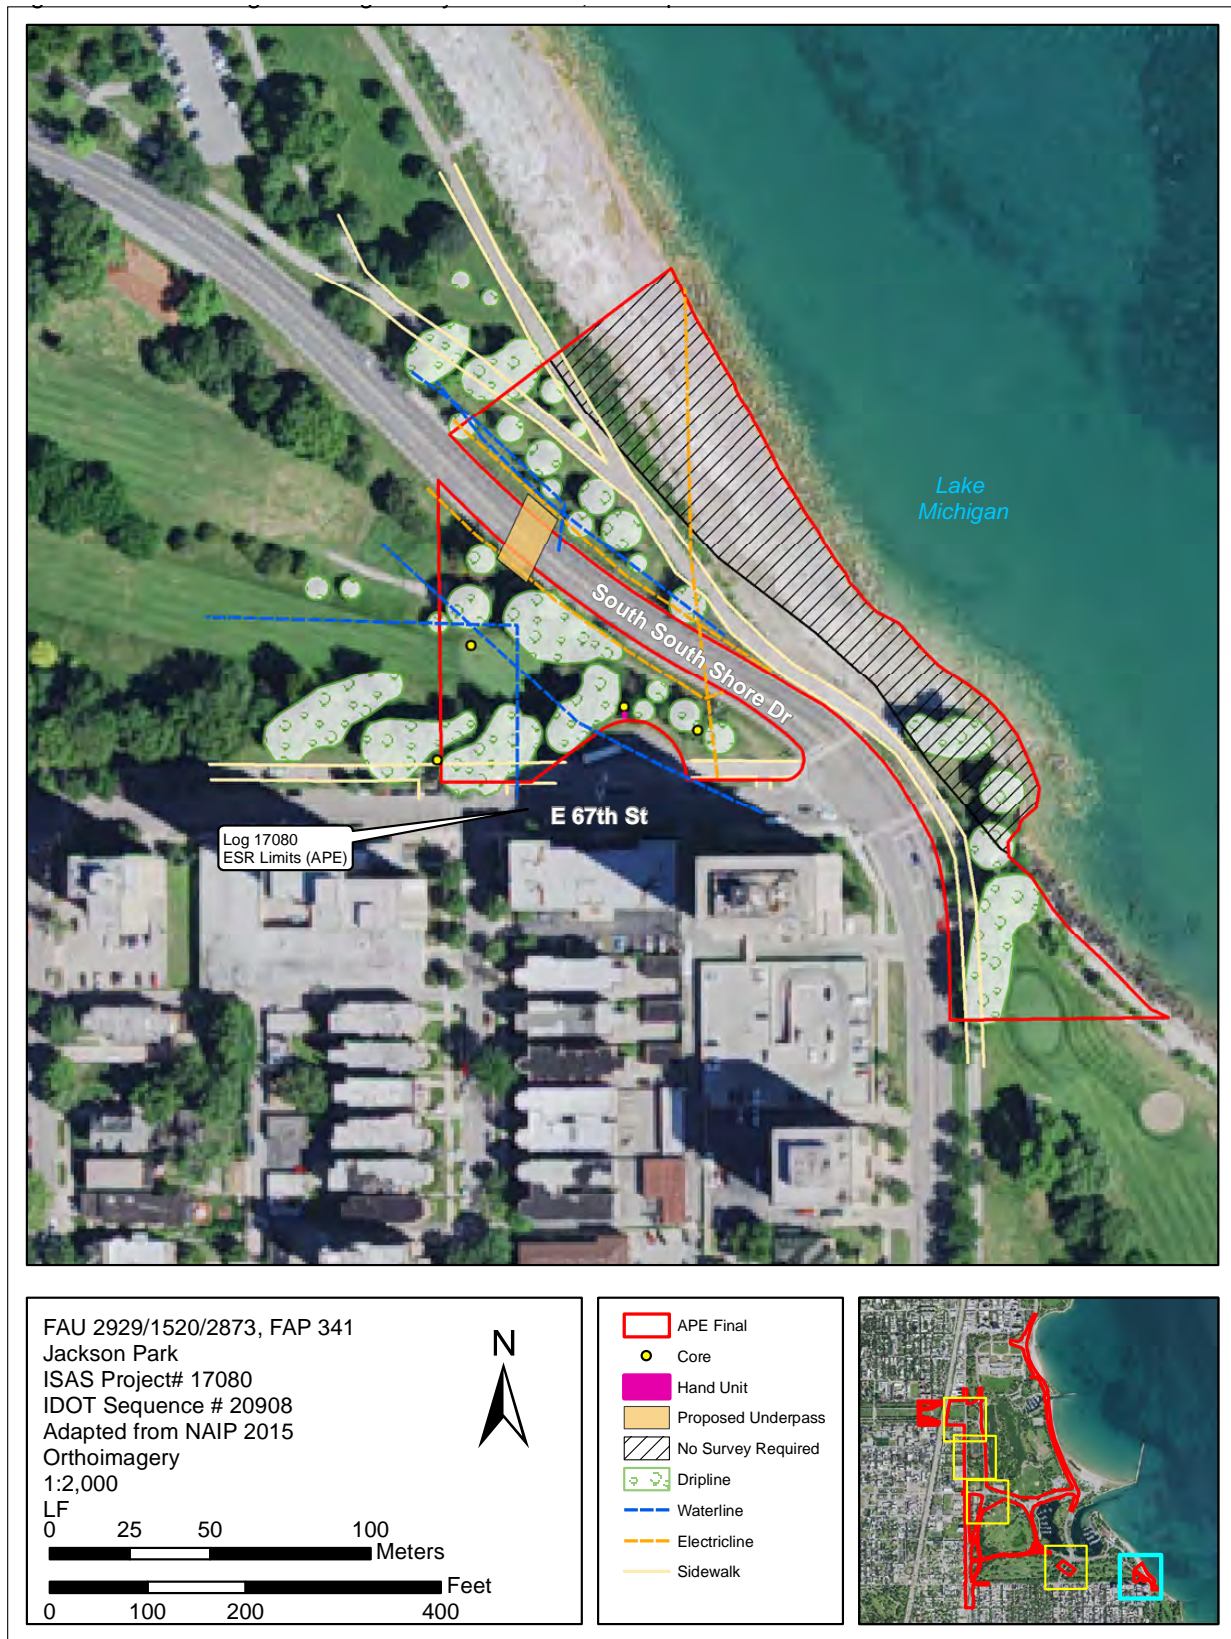 Lake
Michigan
South South Shore Dr
E 67th St
Log 17080
ESR Limits (APE)
FAU 2929/1520/2873, FAP 341
Jackson Park
ISAS Project# 17080
IDOT Sequence # 20908
Adapted from NAIP 2015
Orthoimagery
1:2,000
LF
N
0 25 50 100
Meters
Feet
0 100 200 400
APE Final
Core
Hand Unit
Proposed Underpass
No Survey Required
Dripline
Waterline
Electricline
Sidewalk